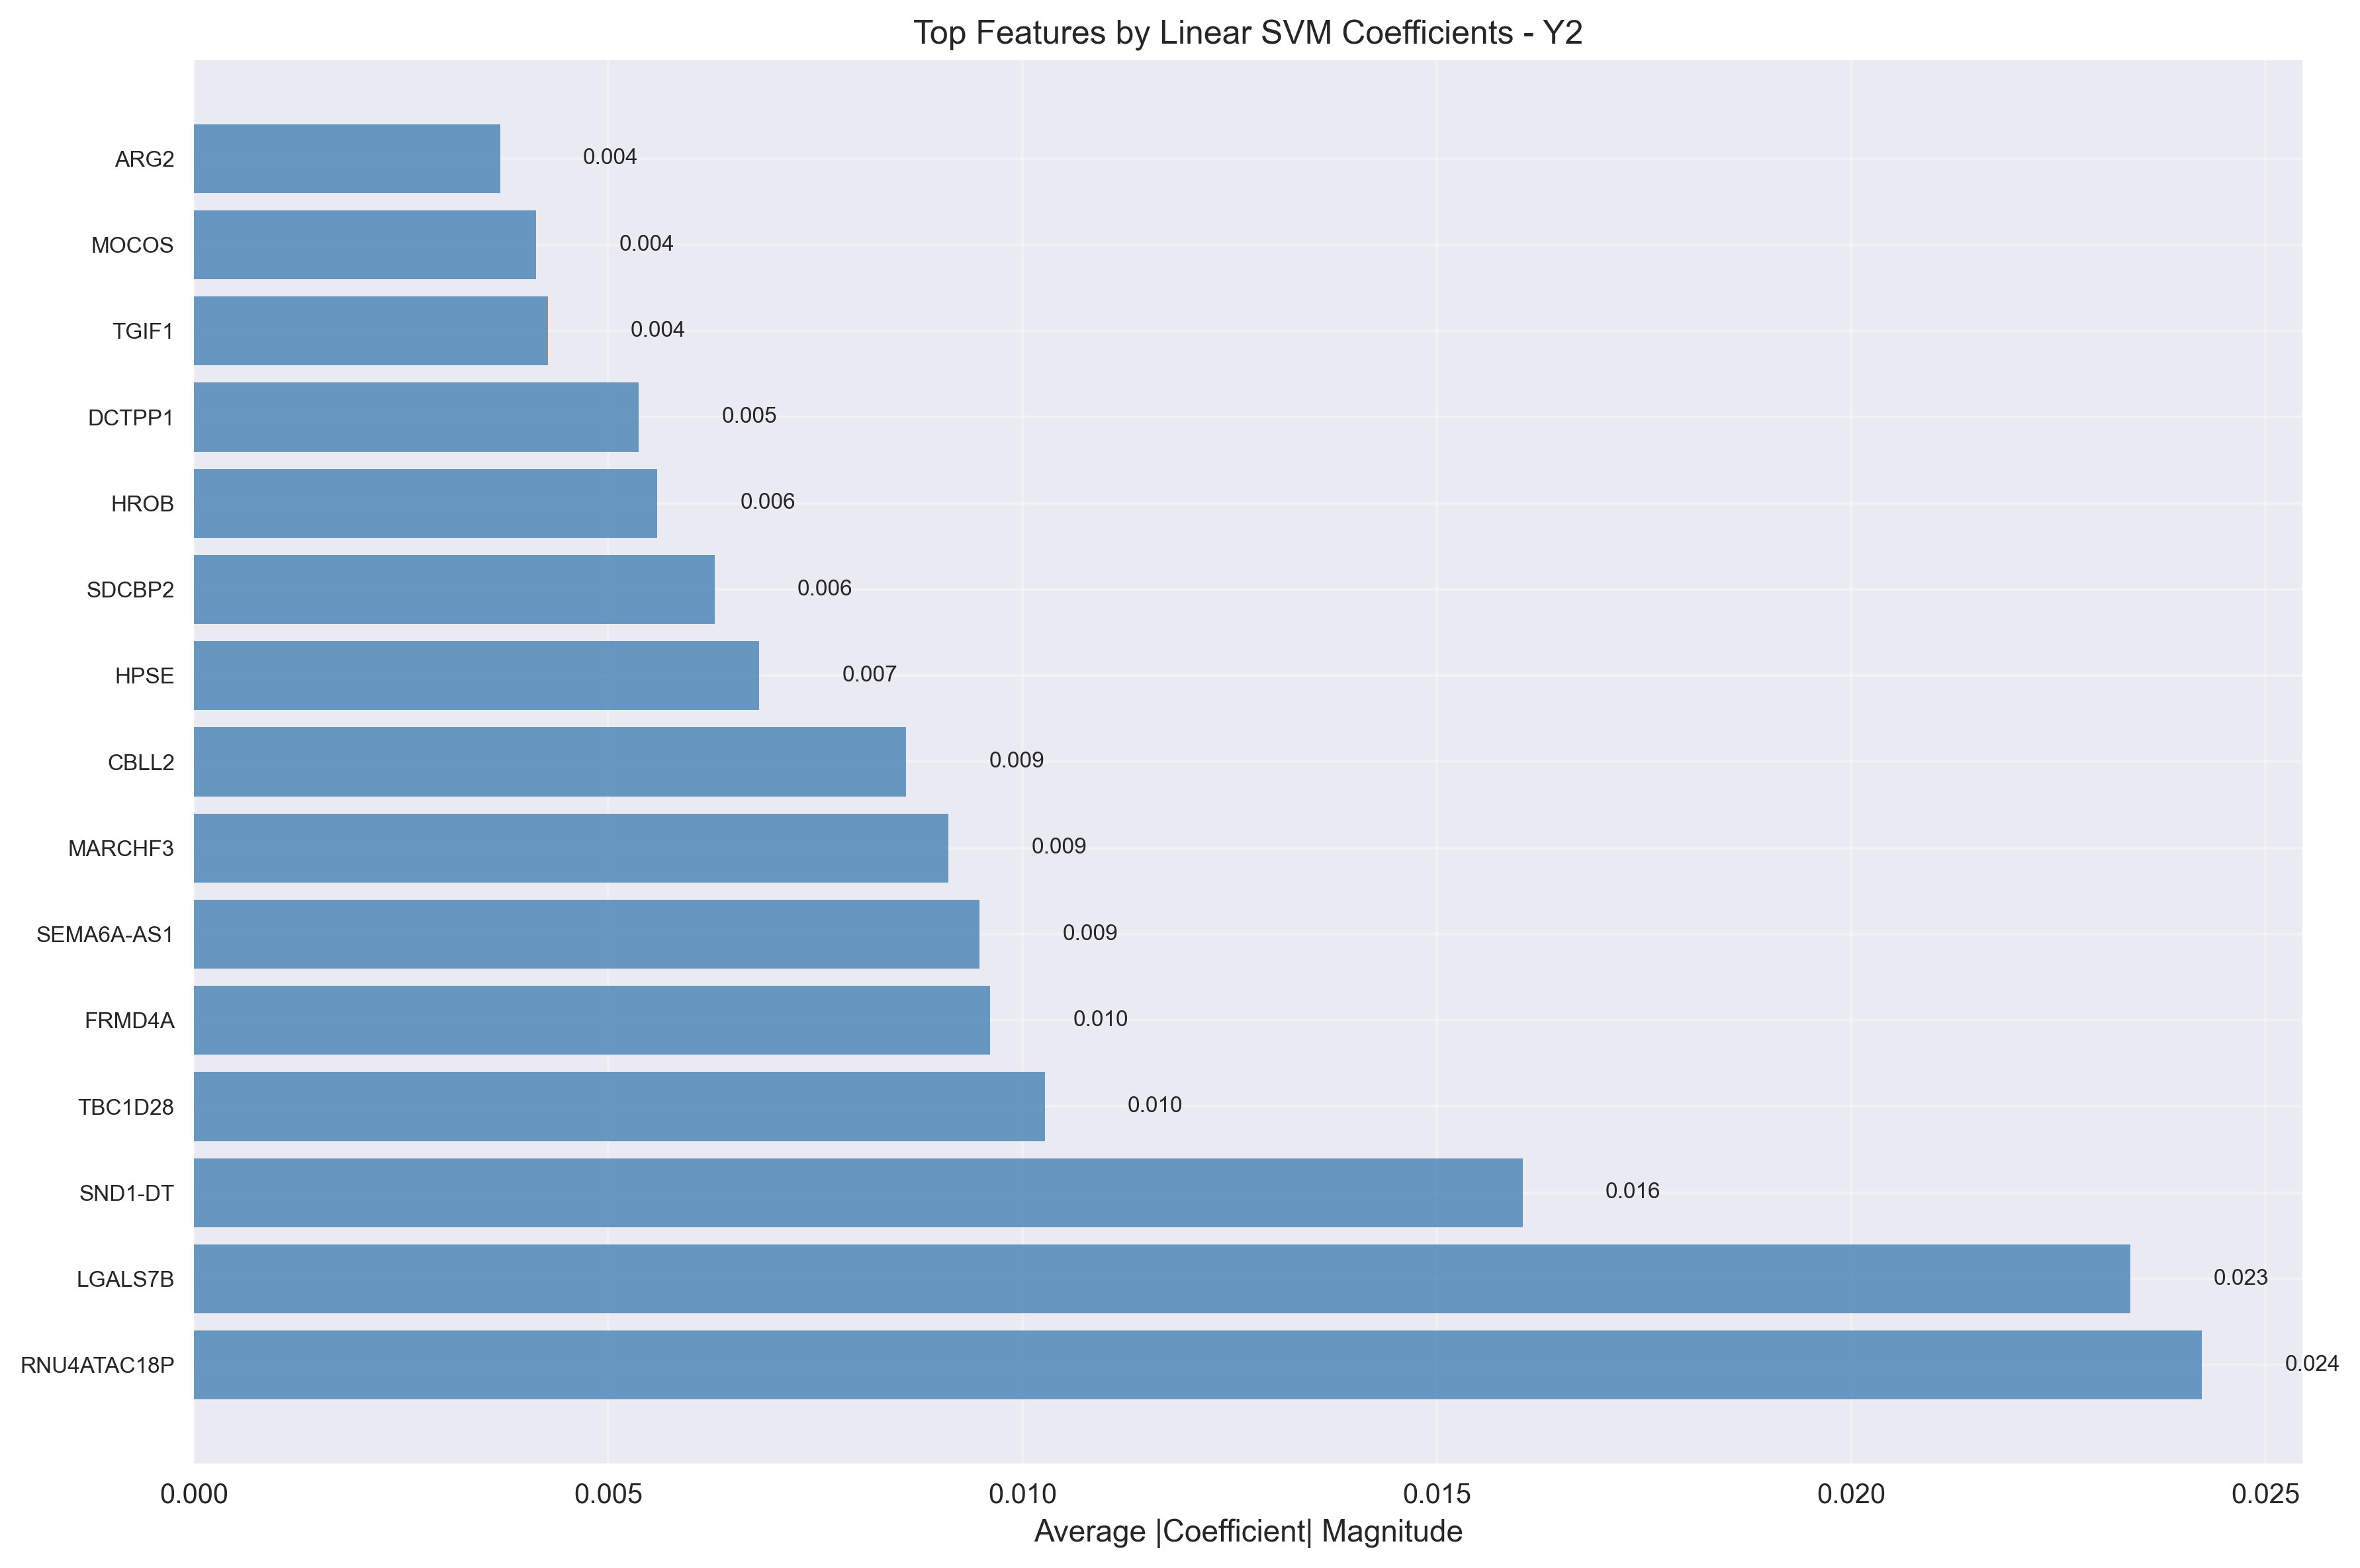 Top Features by Linear SVM Coefficients - Y2
ARG2 0.004
MOCOS 0.004
TGIF1 0.004
DCTPP1 0.005
HROB 0.006
SDCBP2 0.006
HPSE 0.007
CBLL2 0.009
MARCHF3 0.009
SEMA6A-AS1 0.009
FRMD4A 0.010
TBC1D28 0.010
SND1-DT 0.016
LGALS7B 0.023
RNU4ATAC18P 0.024
0.000 0.005 0.010 0.015 0.020 0.025
Average |Coefficient| Magnitude